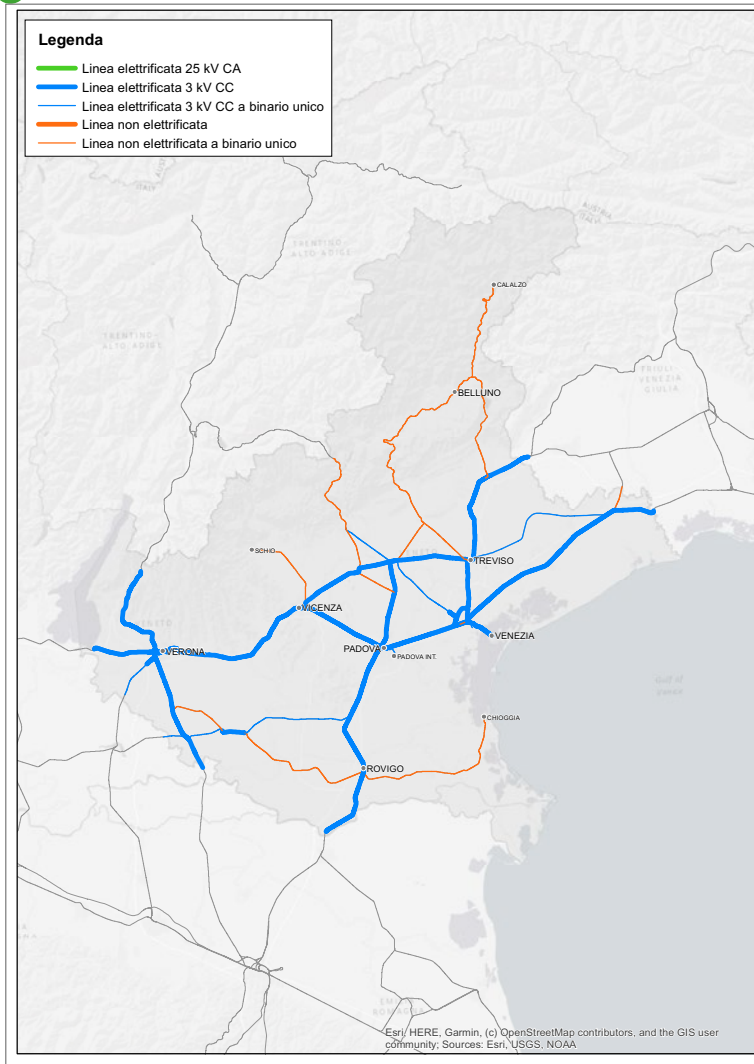 Legenda
Linea elettrificata 25 kV CA
Linea elettrificata 3 kV CC
Linea elettrificata 3 kV CC a binario unico
Linea non elettrificata
Linea non elettrificata a binario unico
AUSTRIA
ITALY
TRENTINO-
ALTO ADIGE
CALALZO
TRENTINO-
ALTO ADIGE
FRIULI-
VENEZIA
GIULIA
BELLUNO
SCHIO
TREVISO
VICENZA
VENETO
VENEZIA
PADOVA
VERONA
PADOVA INT.
CHIOGGIA
ROVIGO
Esri, HERE, Garmin, (c) OpenStreetMap contributors, and the GIS user
community; Sources: Esri, USGS, NOAA